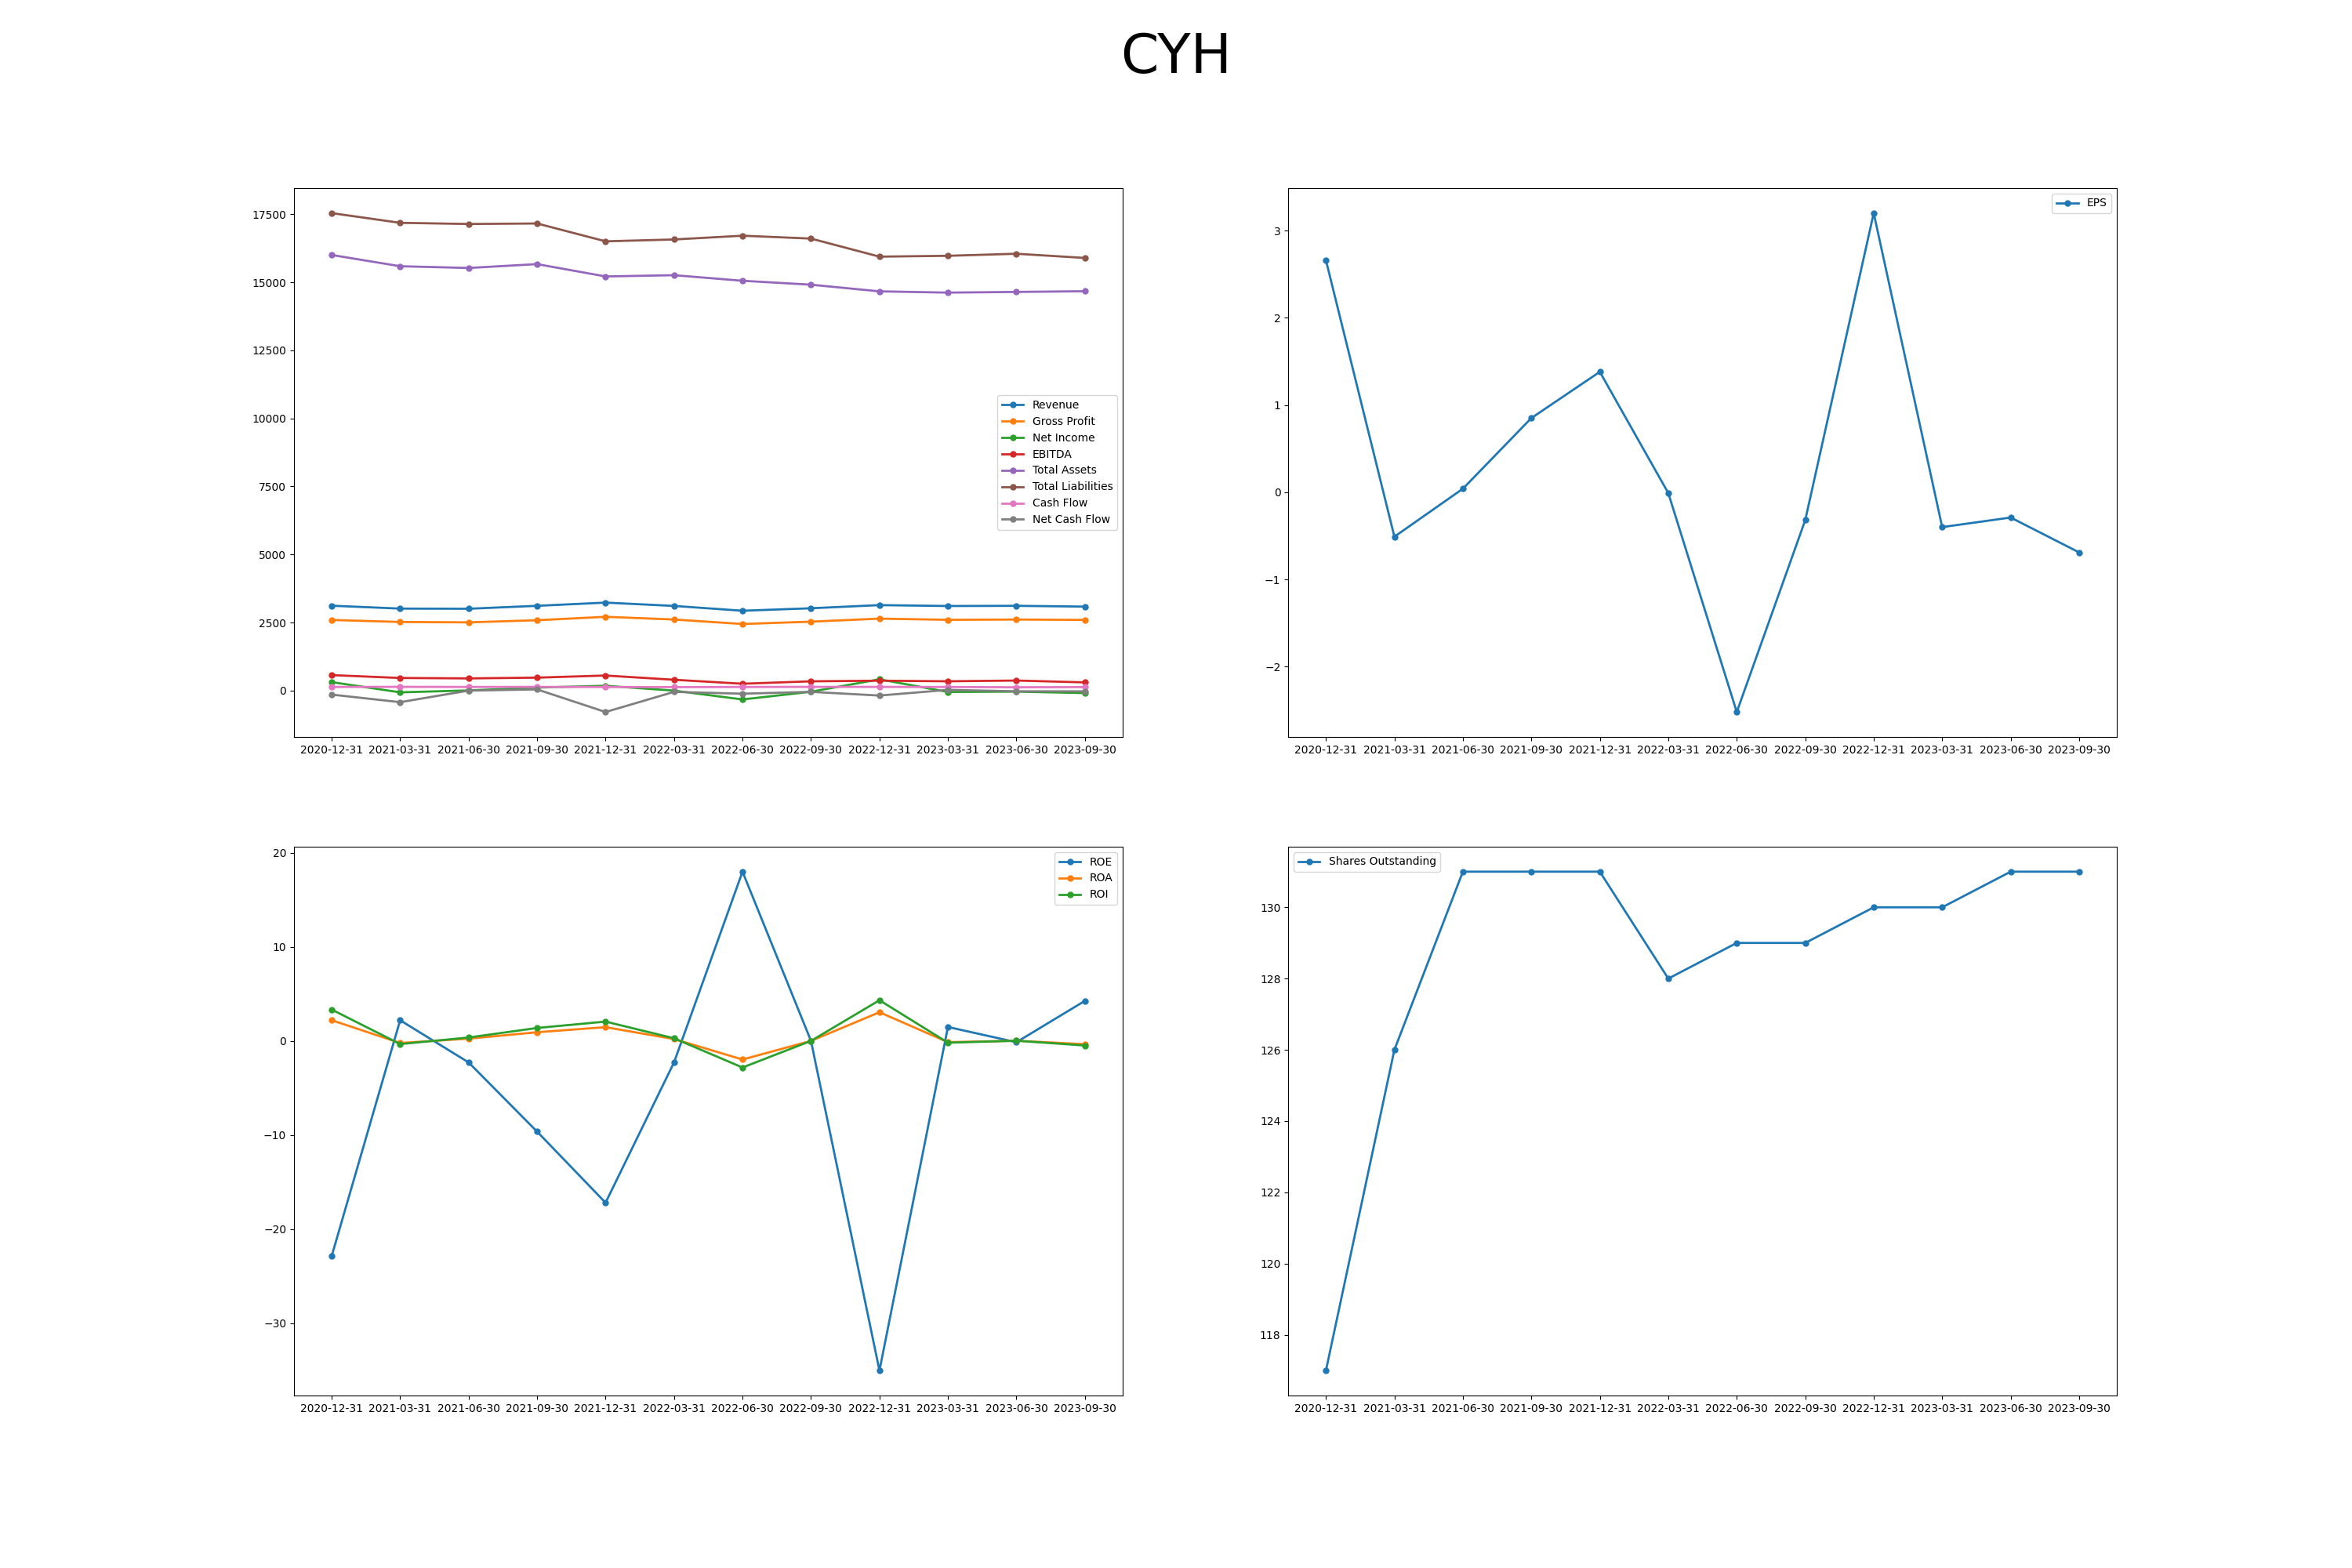 CYH
17500
15000
12500
10000
7500
5000
2500
0
Revenue
Gross Profit
Net Income
EBITDA
Total Assets
Total Liabilities
Cash Flow
Net Cash Flow
2020-12-31 2021-03-31 2021-06-30 2021-09-30 2021-12-31 2022-03-31 2022-06-30 2022-09-30 2022-12-31 2023-03-31 2023-06-30 2023-09-30
3
2
1
0
−1
−2
EPS
2020-12-31 2021-03-31 2021-06-30 2021-09-30 2021-12-31 2022-03-31 2022-06-30 2022-09-30 2022-12-31 2023-03-31 2023-06-30 2023-09-30
20
10
0
−10
−20
−30
ROE
ROA
ROI
2020-12-31 2021-03-31 2021-06-30 2021-09-30 2021-12-31 2022-03-31 2022-06-30 2022-09-30 2022-12-31 2023-03-31 2023-06-30 2023-09-30
Shares Outstanding
130
128
126
124
122
120
118
2020-12-31 2021-03-31 2021-06-30 2021-09-30 2021-12-31 2022-03-31 2022-06-30 2022-09-30 2022-12-31 2023-03-31 2023-06-30 2023-09-30